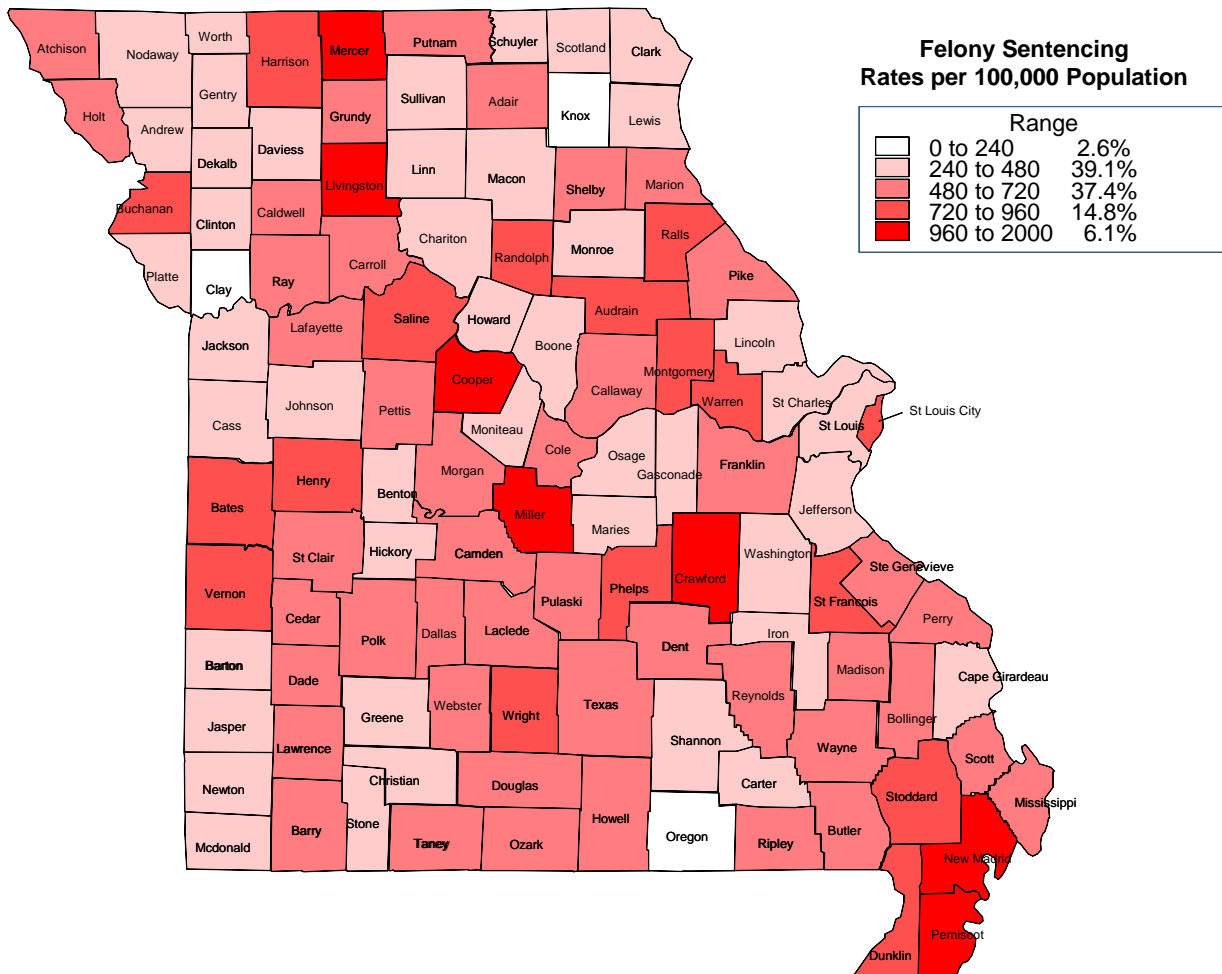 Felony Sentencing
Rates per 100,000 Population
Range
0 to 240 2.6%
240 to 480 39.1%
480 to 720 37.4%
720 to 960 14.8%
960 to 2000 6.1%
Atchison
Nodaway
Worth
Harrison
Mercer
Putnam
Schuyler
Scotland
Clark
Holt
Andrew
Gentry
Grundy
Sullivan
Adair
Knox
Lewis
Dekalb
Daviess
Livingston
Linn
Macon
Shelby
Marion
Buchanan
Clinton
Caldwell
Chariton
Randolph
Monroe
Ralls
Platte
Clay
Ray
Carroll
Pike
Audrain
Saline
Howard
Boone
Lafayette
Jackson
Lincoln
Cooper
Callaway
Montgomery
Warren
St Charles
St Louis City
Johnson
Pettis
Cass
Moniteau
Cole
Osage
Gasconade
Franklin
St Louis
Morgan
Henry
Benton
Bates
Miller
Maries
Jefferson
St Clair
Hickory
Camden
Washington
Ste Genevieve
Vernon
Cedar
Polk
Dallas
Laclede
Pulaski
Phelps
Crawford
St Francois
Perry
Dent
Iron
Barton
Dade
Madison
Cape Girardeau
Reynolds
Bollinger
Jasper
Greene
Webster
Wright
Texas
Shannon
Wayne
Scott
Lawrence
Christian
Douglas
Carter
Newton
Stoddard
Mississippi
Mcdonald
Barry
Stone
Taney
Ozark
Howell
Oregon
Ripley
Butler
New Madrid
Pemiscot
Dunklin